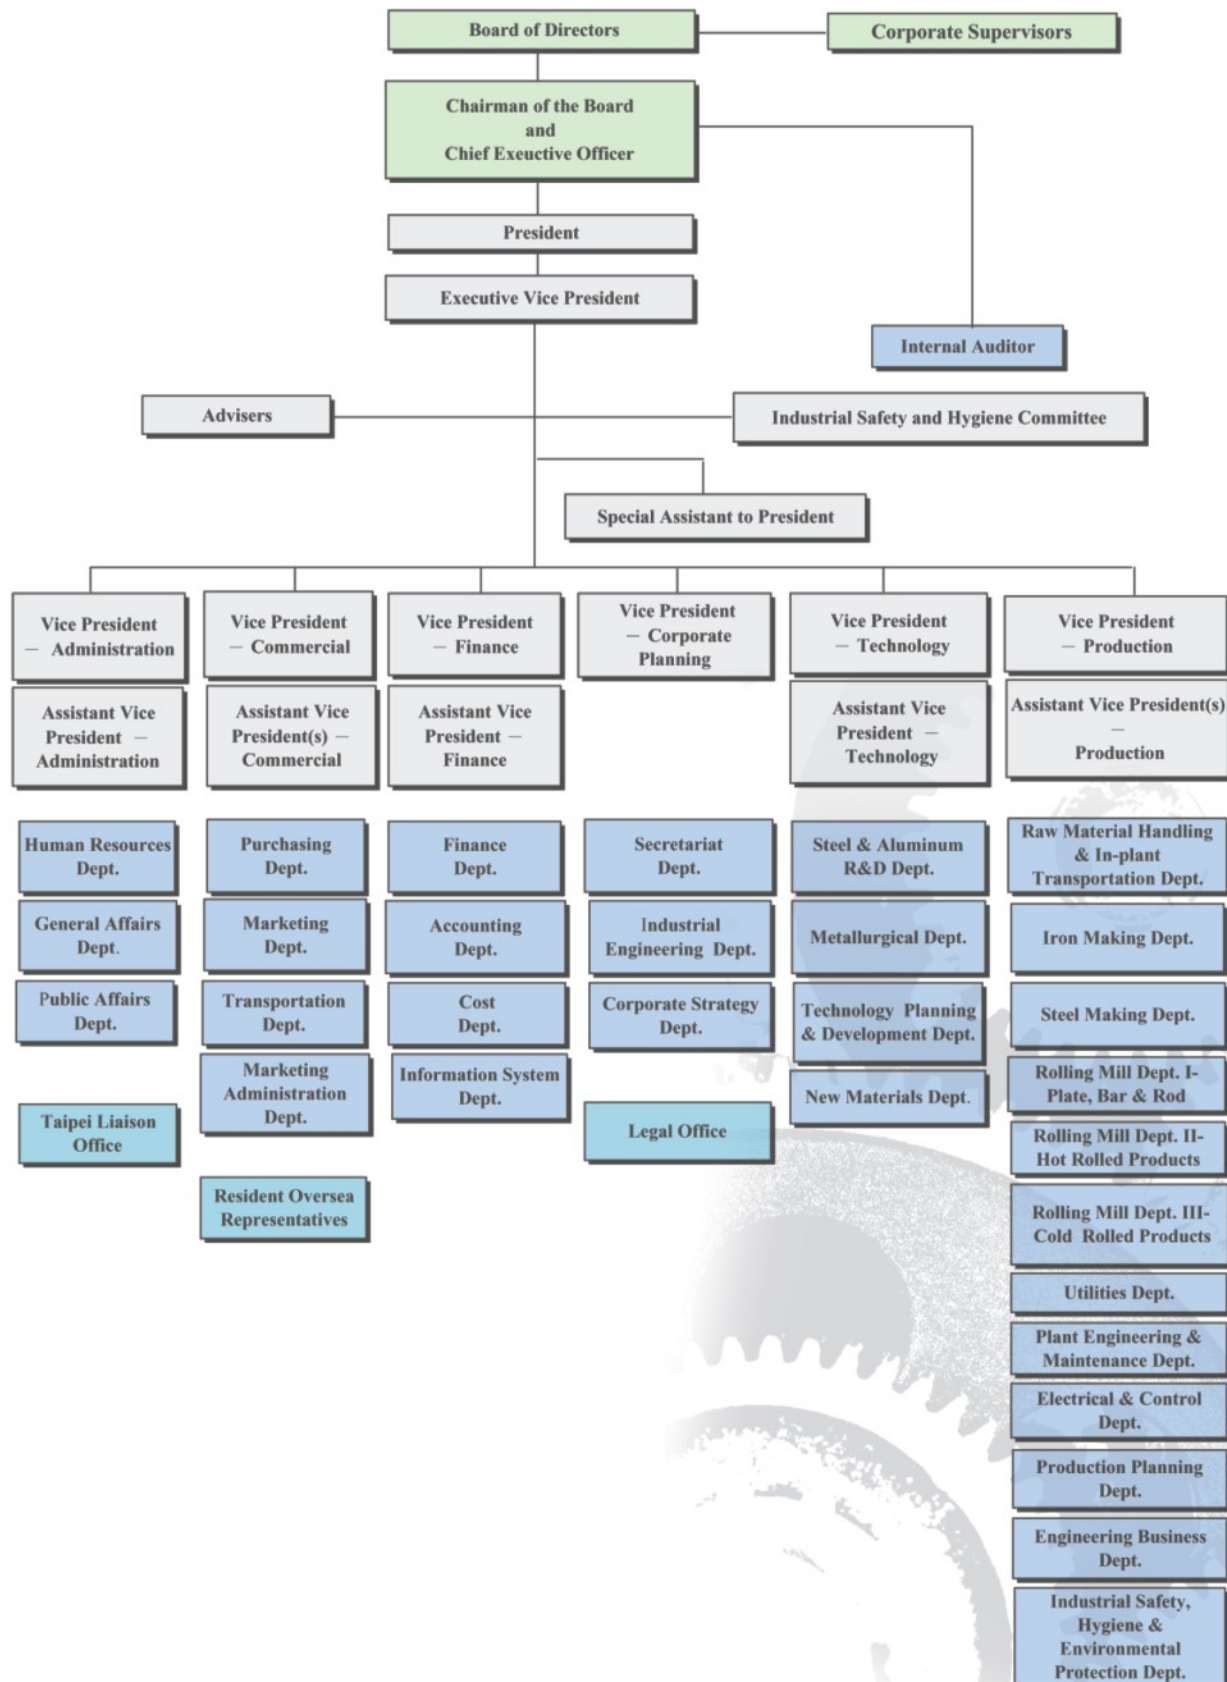 Board of Directors
Corporate Supervisors
Chairman of the Board
and
Chief Exeuctive Officer
President
Executive Vice President
Internal Auditor
Advisers
Industrial Safety and Hygiene Committee
Special Assistant to President
Vice President
— Administration
Vice President
— Commercial
Vice President
— Finance
Vice President
— Corporate
Planning
Vice President
— Technology
Vice President
— Production
Assistant Vice
President —
Administration
Assistant Vice
President(s) —
Commercial
Assistant Vice
President —
Finance
Assistant Vice
President —
Technology
Assistant Vice President(s)
—
Production
Human Resources
Dept.
General Affairs
Dept.
Public Affairs
Dept.
Taipei Liaison
Office
Purchasing
Dept.
Marketing
Dept.
Transportation
Dept.
Marketing
Administration
Dept.
Resident Oversea
Representatives
Finance
Dept.
Accounting
Dept.
Cost
Dept.
Information System
Dept.
Secretariat
Dept.
Industrial
Engineering Dept.
Corporate Strategy
Dept.
Legal Office
Steel & Aluminum
R&D Dept.
Metallurgical Dept.
Technology Planning
& Development Dept.
New Materials Dept.
Raw Material Handling
& In-plant
Transportation Dept.
Iron Making Dept.
Steel Making Dept.
Rolling Mill Dept. I-
Plate, Bar & Rod
Rolling Mill Dept. II-
Hot Rolled Products
Rolling Mill Dept. III-
Cold Rolled Products
Utilities Dept.
Plant Engineering &
Maintenance Dept.
Electrical & Control
Dept.
Production Planning
Dept.
Engineering Business
Dept.
Industrial Safety,
Hygiene &
Environmental
Protection Dept.